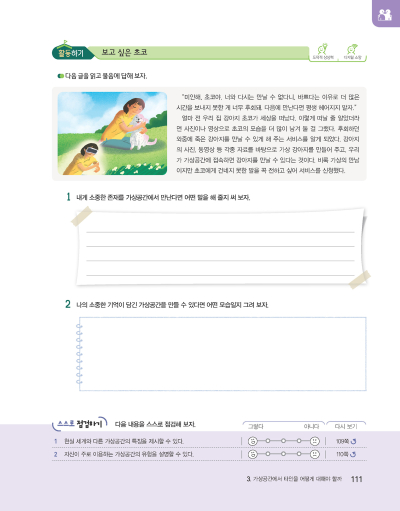 활동하기 보고 싶은 초코
도덕적 상상력 디지털 소양
다음 글을 읽고 물음에 답해 보자.
"미안해, 초코야. 너와 다시는 만날 수 없다니, 바쁘다는 이유로 더 많은
시간을 보내지 못한 게 너무 후회돼. 다음에 만난다면 평생 헤어지지 말자."
얼마 전 우리 집 강아지 초코가 세상을 떠났다. 이렇게 떠날 줄 알았더라
면 사진이나 영상으로 초코의 모습을 더 많이 남겨 둘 걸 그랬다. 후회하던
와중에 죽은 강아지를 만날 수 있게 해 주는 서비스를 알게 되었다. 강아지
의 사진, 동영상 등 각종 자료를 바탕으로 가상 강아지를 만들어 주고, 우리
가 가상공간에 접속하면 강아지를 만날 수 있다는 것이다. 비록 가상의 만남
이지만 초코에게 건네지 못한 말을 꼭 전하고 싶어 서비스를 신청했다.
1 내게 소중한 존재를 가상공간에서 만난다면 어떤 말을 해 줄지 써 보자.
2 나의 소중한 기억이 담긴 가상공간을 만들 수 있다면 어떤 모습일지 그려 보자.
스스로 점검하기 다음 내용을 스스로 점검해 보자. 그렇다 아니다 다시 보기
1 현실 세계와 다른 가상공간의 특징을 제시할 수 있다. 109쪽
2 자신이 주로 이용하는 가상공간의 유형을 설명할 수 있다. 110쪽
3. 가상공간에서 타인을 어떻게 대해야 할까 111